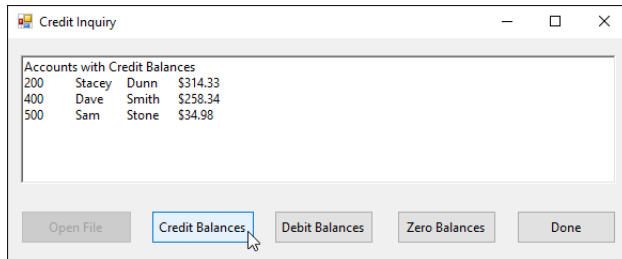 Credit Inquiry
Accounts with Credit Balances
200 Stacey Dunn $314.33
400 Dave Smith $258.34
500 Sam Stone $34.98
Open File Credit Balances Debit Balances Zero Balances Done